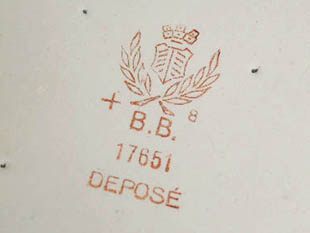 + B.B. 8
17651
DEPOSÉ